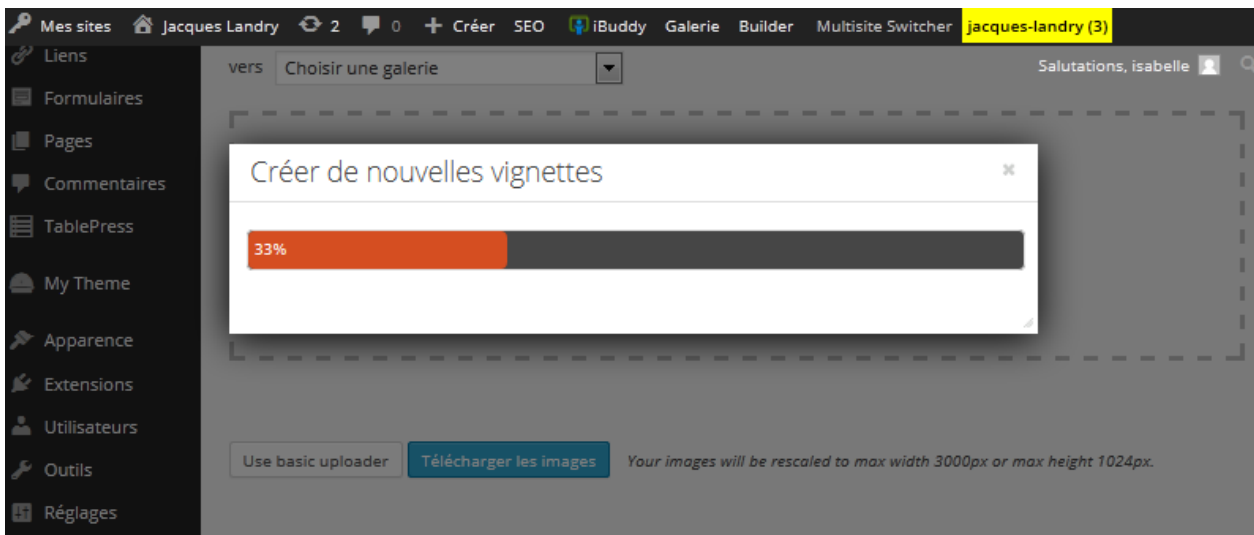 Mes sites Jacques Landry 2 0 + Créer SEO iBuddy Galerie Builder Multisite Switcher jacques-landry (3)
Salutations, isabelle
Liens
Formulaires
Pages
Commentaires
TablePress
My Theme
Apparence
Extensions
Utilisateurs
Outils
Réglages
vers Choisir une galerie
Créer de nouvelles vignettes
33%
Use basic uploader Télécharger les images Your images will be rescaled to max width 3000px or max height 1024px.